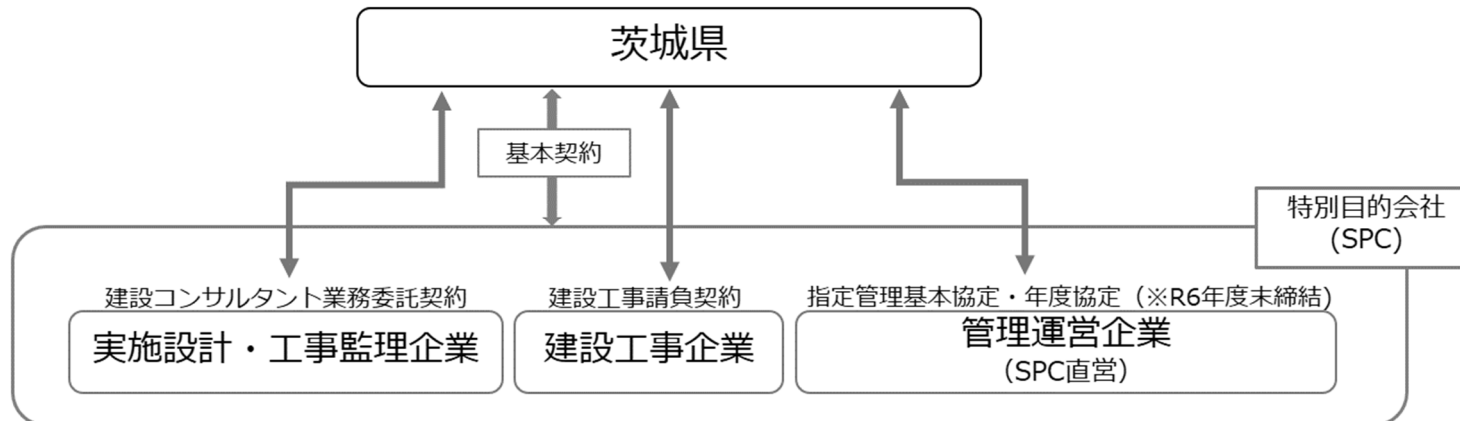 茨城県
基本契約
特別目的会社
(SPC)
建設コンサルタント業務委託契約
実施設計・工事監理企業
建設工事請負契約
建設工事企業
指定管理基本協定・年度協定（※R6年度末締結)
管理運営企業
（SPC直営）